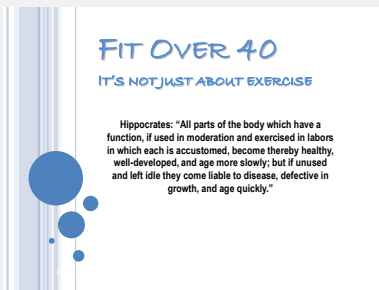 FIT OVER 40
IT'S NOT JUST ABOUT EXERCISE
Hippocrates: “All parts of the body which have a
function, if used in moderation and exercised in labors
in which each is accustomed, become thereby healthy,
well-developed, and age more slowly; but if unused
and left idle they come liable to disease, defective in
growth, and age quickly.”